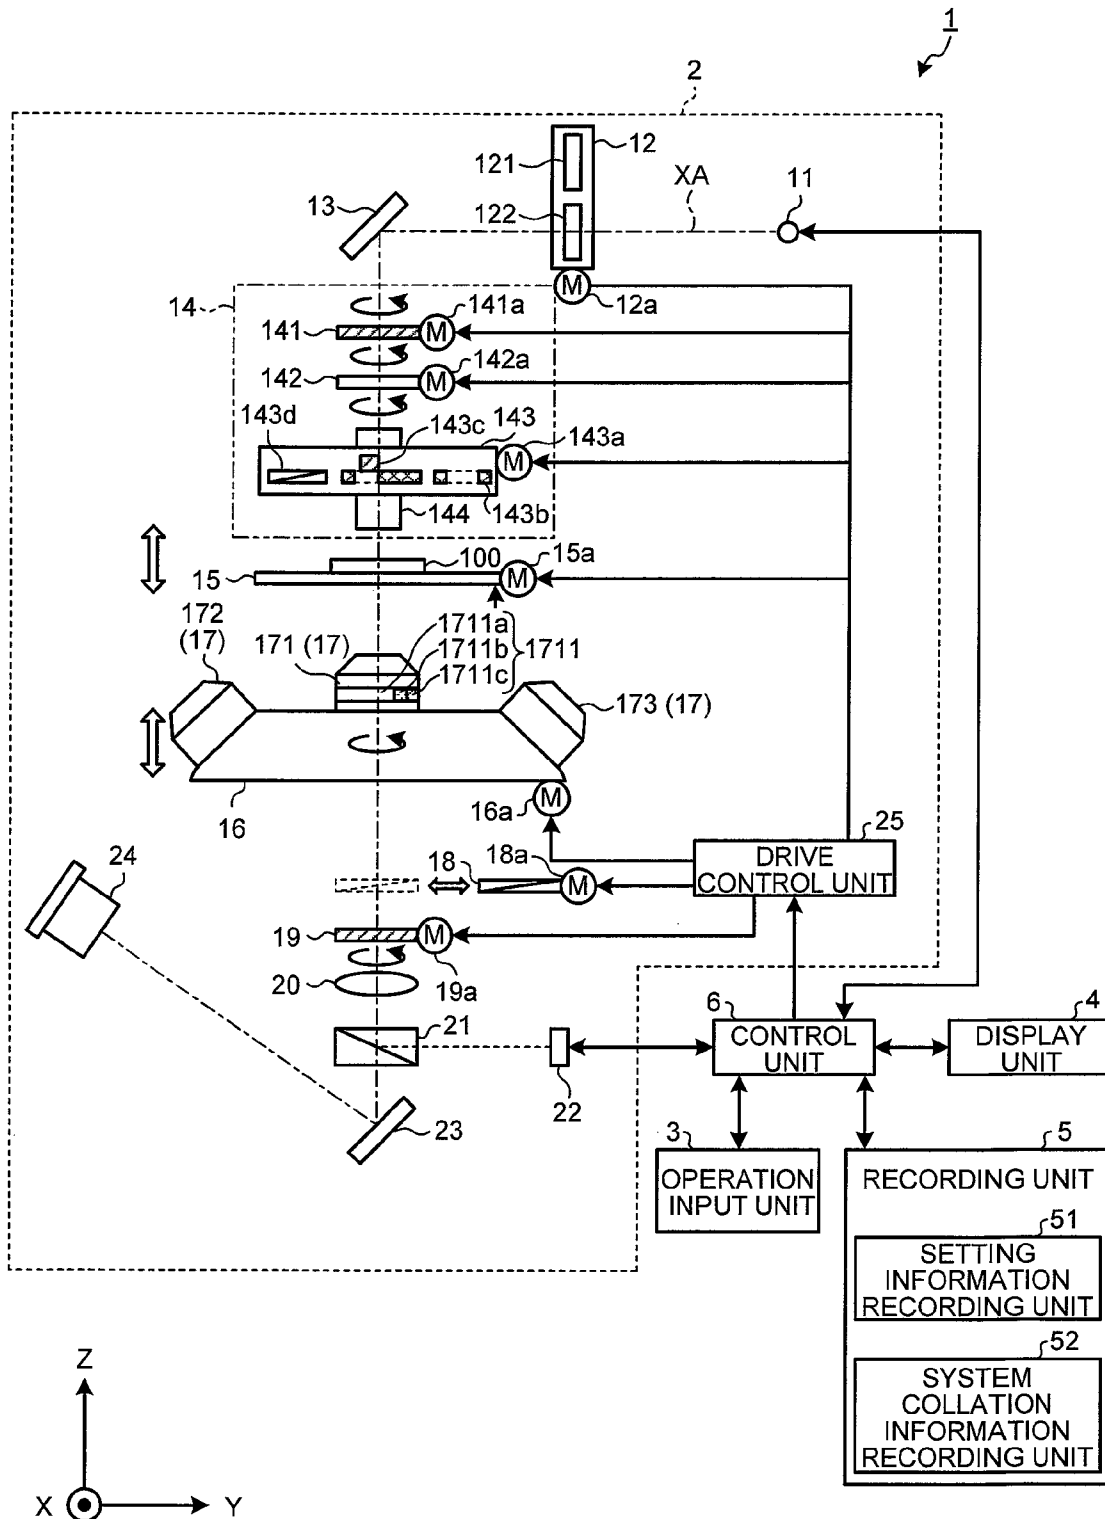 1
2
12
121
XA
11
13
122
M
12a
14
141a
141
M
142a
142
M
143d
143c
143
143a
M
143b
144
100
15a
15
M
172
(17)
1711a
171 (17)
1711b
1711
1711c
173 (17)
M
16
16a
25
24
18
18a
DRIVE
CONTROL UNIT
M
19
M
20
19a
6
4
21
CONTROL
UNIT
DISPLAY
UNIT
22
23
3
5
OPERATION
INPUT UNIT
RECORDING UNIT
51
SETTING
INFORMATION
RECORDING UNIT
52
SYSTEM
COLLATION
INFORMATION
RECORDING UNIT
Z
X
Y